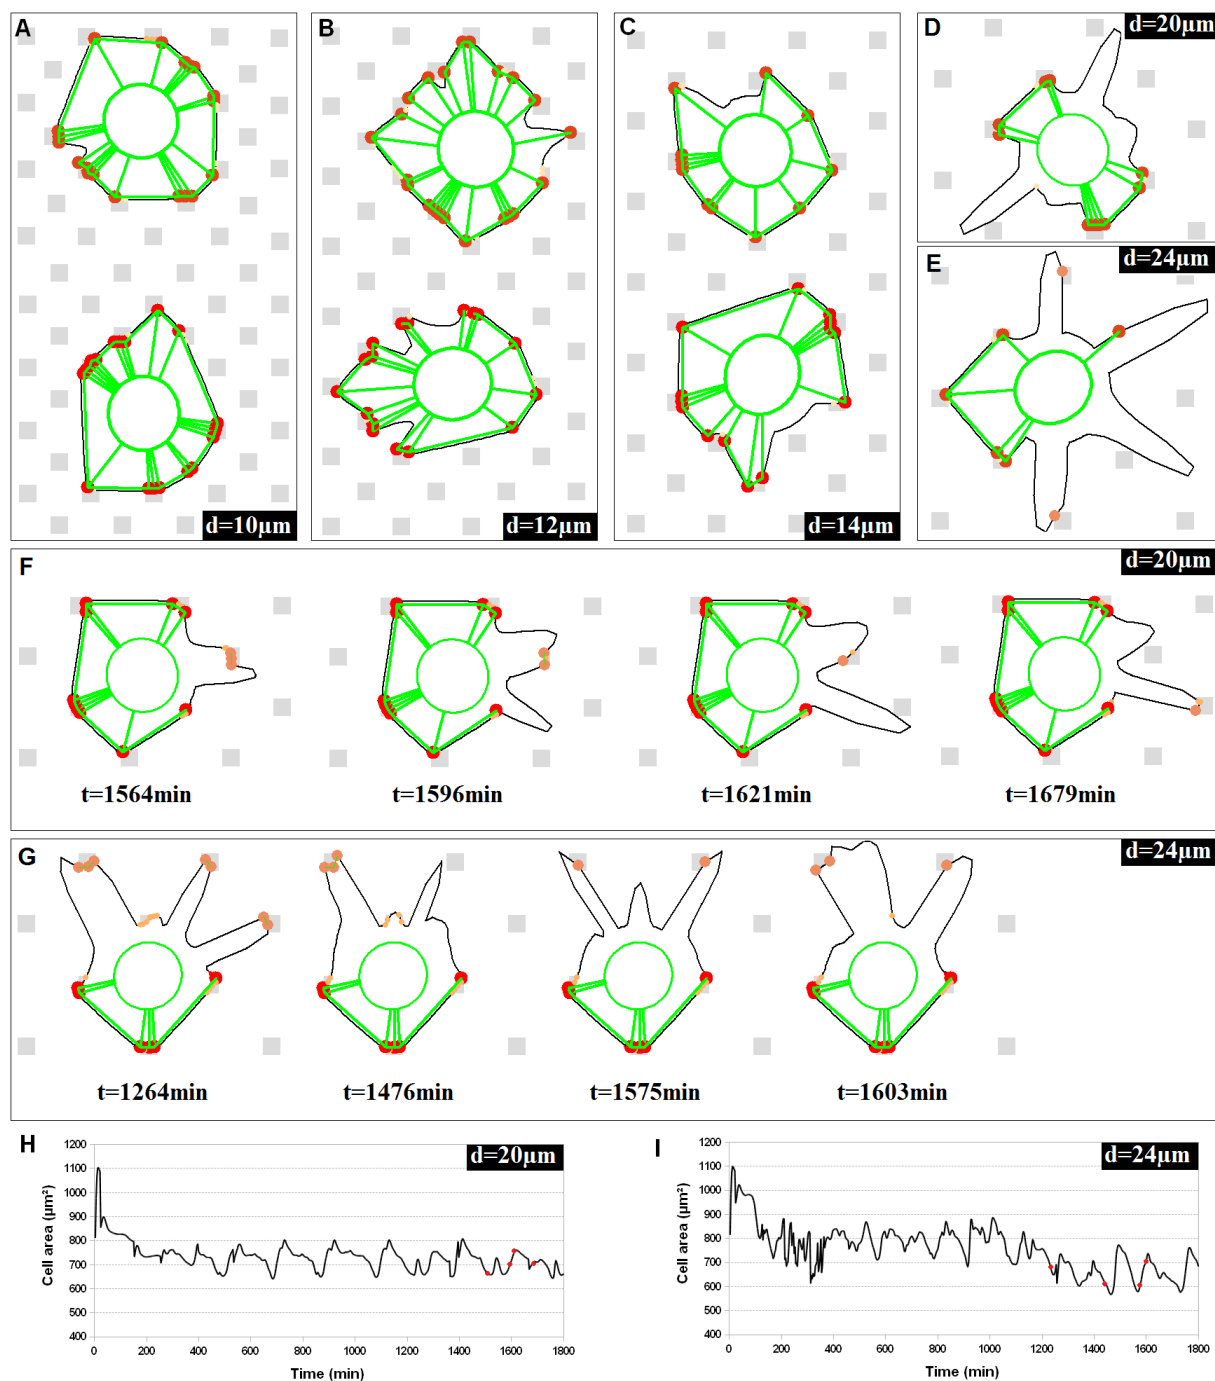 A
B
C
D
d=20µm
E
d=24µm
d=10µm
d=12µm
d=14µm
F
d=20µm
t=1564min
t=1596min
t=1621min
t=1679min
G
d=24µm
t=1264min
t=1476min
t=1575min
t=1603min
H
d=20µm
Cell area (µm²)
1200
1100
1000
900
800
700
600
500
400
0 200 400 600 800 1000 1200 1400 1600 1800
Time (min)
I
d=24µm
Cell area (µm²)
1200
1100
1000
900
800
700
600
500
400
0 200 400 600 800 1000 1200 1400 1600 1800
Time (min)